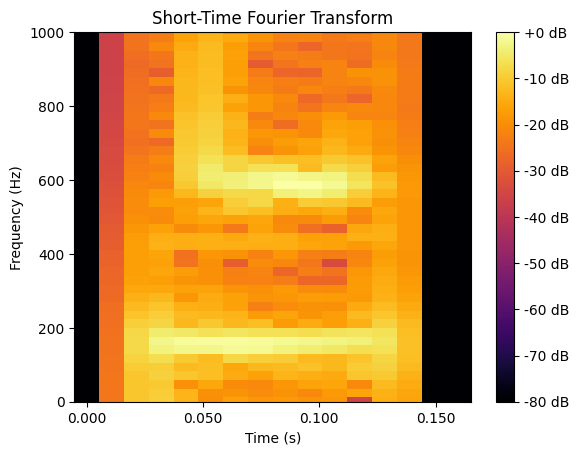 Short-Time Fourier Transform
1000
800
600
400
200
0
Frequency (Hz)
0.000
0.050
0.100
0.150
Time (s)
+0 dB
-10 dB
-20 dB
-30 dB
-40 dB
-50 dB
-60 dB
-70 dB
-80 dB